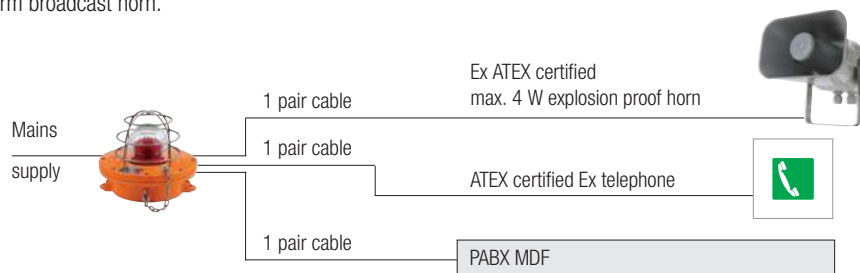 rm broadcast horn.
Ex ATEX certified
max. 4 W explosion proof horn
1 pair cable
Mains
supply
1 pair cable
ATEX certified Ex telephone
1 pair cable
PABX MDF